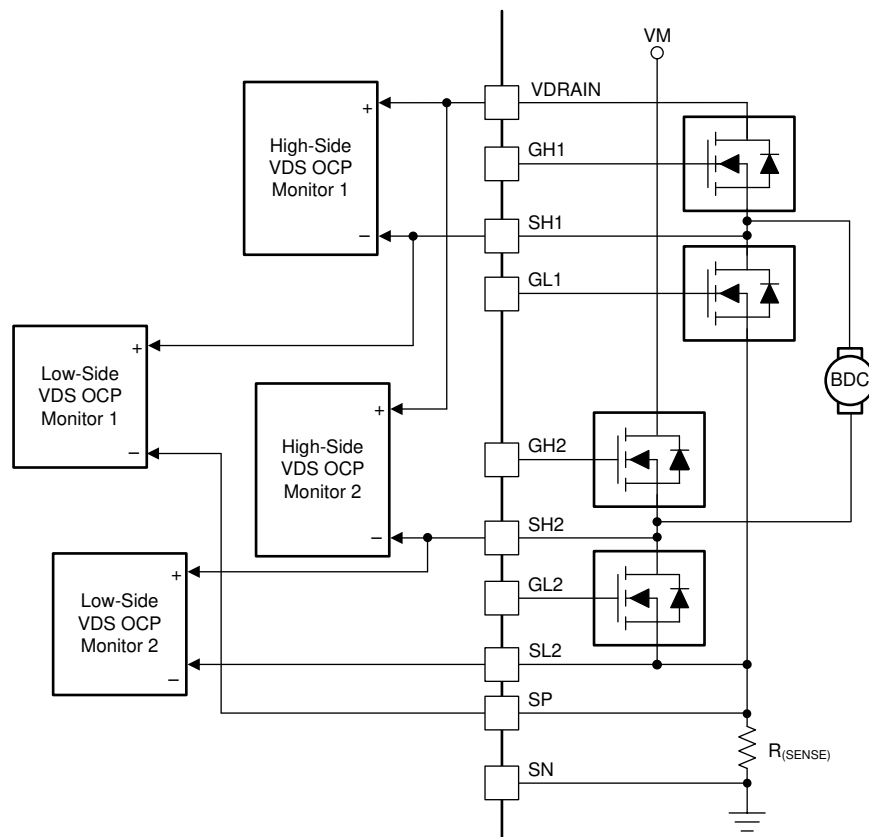 VM
VDRAIN
+
High-Side
VDS OCP
Monitor 1
−
GH1
SH1
GL1
+
Low-Side
VDS OCP
Monitor 1
−
BDC
+
High-Side
VDS OCP
Monitor 2
−
GH2
SH2
+
Low-Side
VDS OCP
Monitor 2
−
GL2
SL2
SP
R(SENSE)
SN